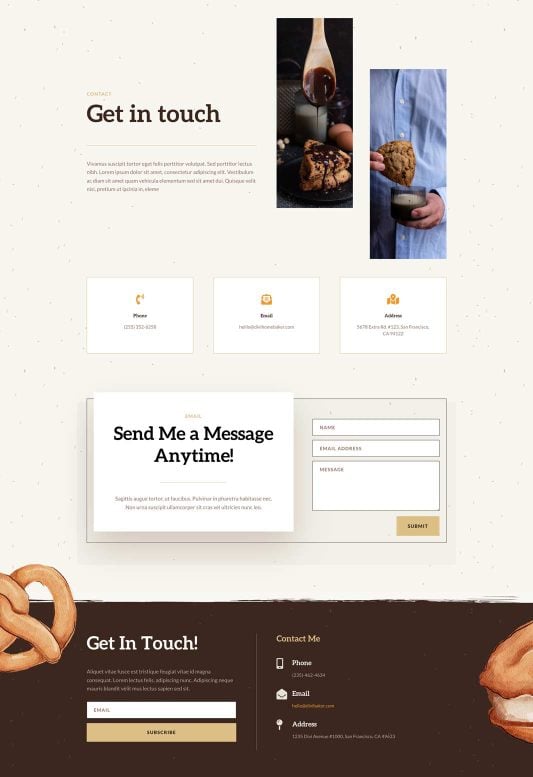 CONTACT
Get in touch
Vivamus suscipit tortor eget felis porttitor volutpat. Sed porttitor lectus
nibh. Lorem ipsum dolor sit amet, consectetur adipiscing elit. Vestibulum
ac diam sit amet quam vehicula elementum sed sit amet dui. Quisque velit
nisi, pretium ut lacinia in, eleme
Phone
(255) 352-6258
Email
hello@divihomebaker.com
Address
5678 Extra Rd. #123, San Francisco,
CA 96122
EMAIL
Send Me a Message
Anytime!
Sagittis augue tortor, at faucibus. Pulvinar in pharetra habitasse nec.
Non urna suscipit ullamcorper sit cras vel ultricies nunc leo.
NAME
EMAIL ADDRESS
MESSAGE
SUBMIT
Get In Touch!
Aliquet vitae fusce est tristique feugiat vitae id magna
consequat. Lorem lectus felis, adipiscing nunc. Neque
mauris blandit velit mus lectus sapien sed sit.
EMAIL
SUBSCRIBE
Contact Me
Phone
(235) 462-4634
Email
hello@divibaker.com
Address
1235 Divi Avenue #1000, San Francisco, CA